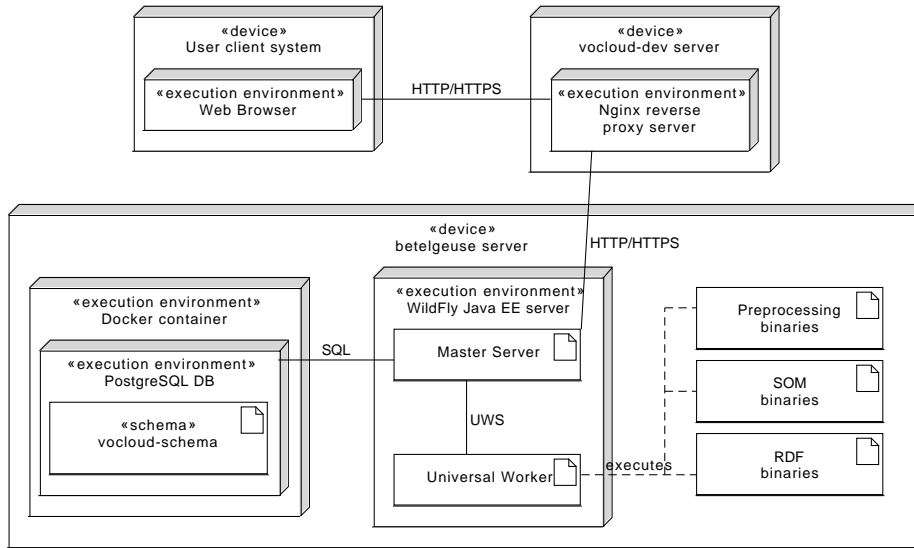 «device»
User client system
«execution environment»
Web Browser
HTTP/HTTPS
«device»
vocloud-dev server
«execution environment»
Nginx reverse
proxy server
HTTP/HTTPS
«device»
betelgeuse server
«execution environment»
Docker container
«execution environment»
PostgreSQL DB
«schema»
vocloud-schema
SQL
«execution environment»
WildFly Java EE server
Master Server
UWS
Universal Worker
executes
Preprocessing
binaries
SOM
binaries
RDF
binaries